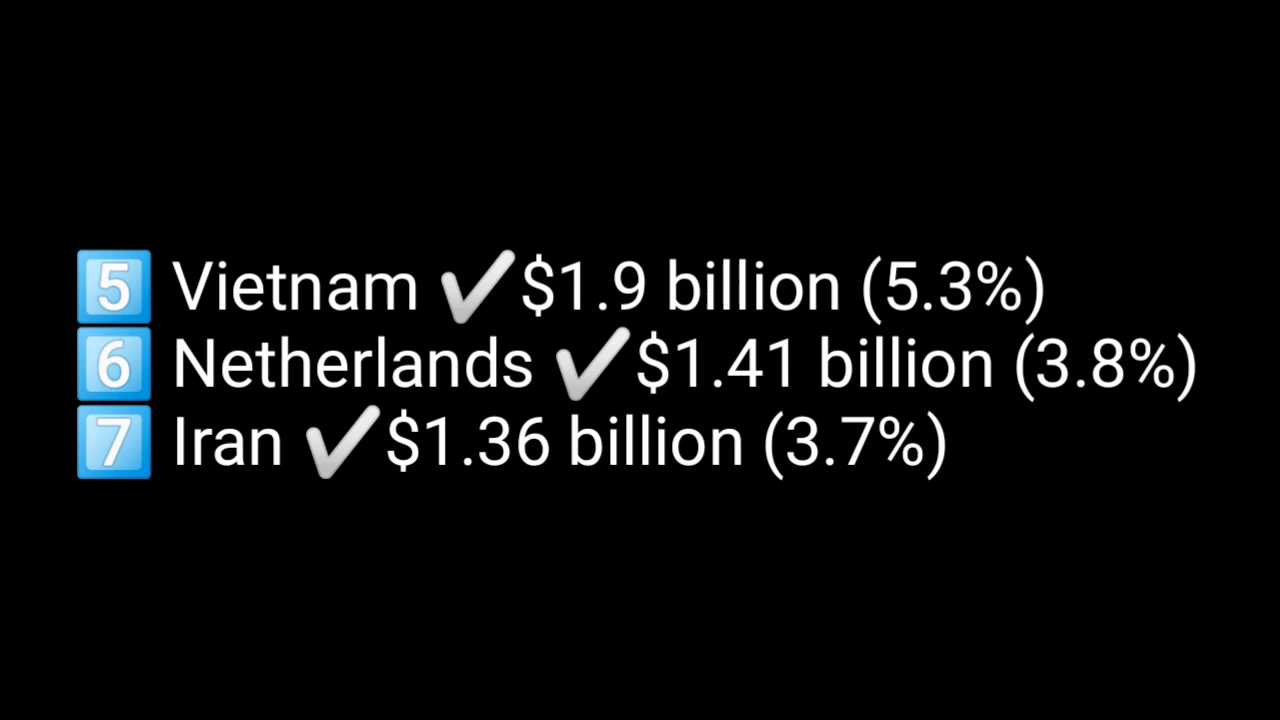 5️⃣ Vietnam ✔️$1.9 billion (5.3%)
6️⃣ Netherlands ✔️$1.41 billion (3.8%)
7️⃣ Iran ✔️$1.36 billion (3.7%)